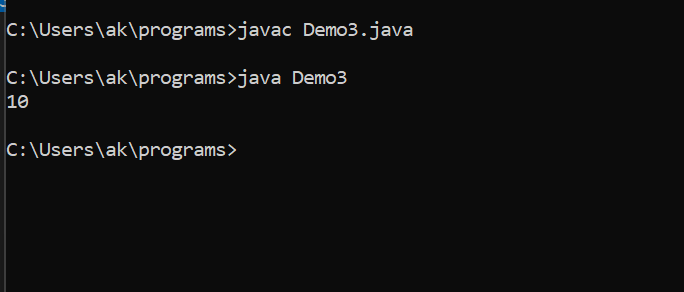 C:\Users\ak\programs>javac Demo3.java
C:\Users\ak\programs>java Demo3
10
C:\Users\ak\programs>